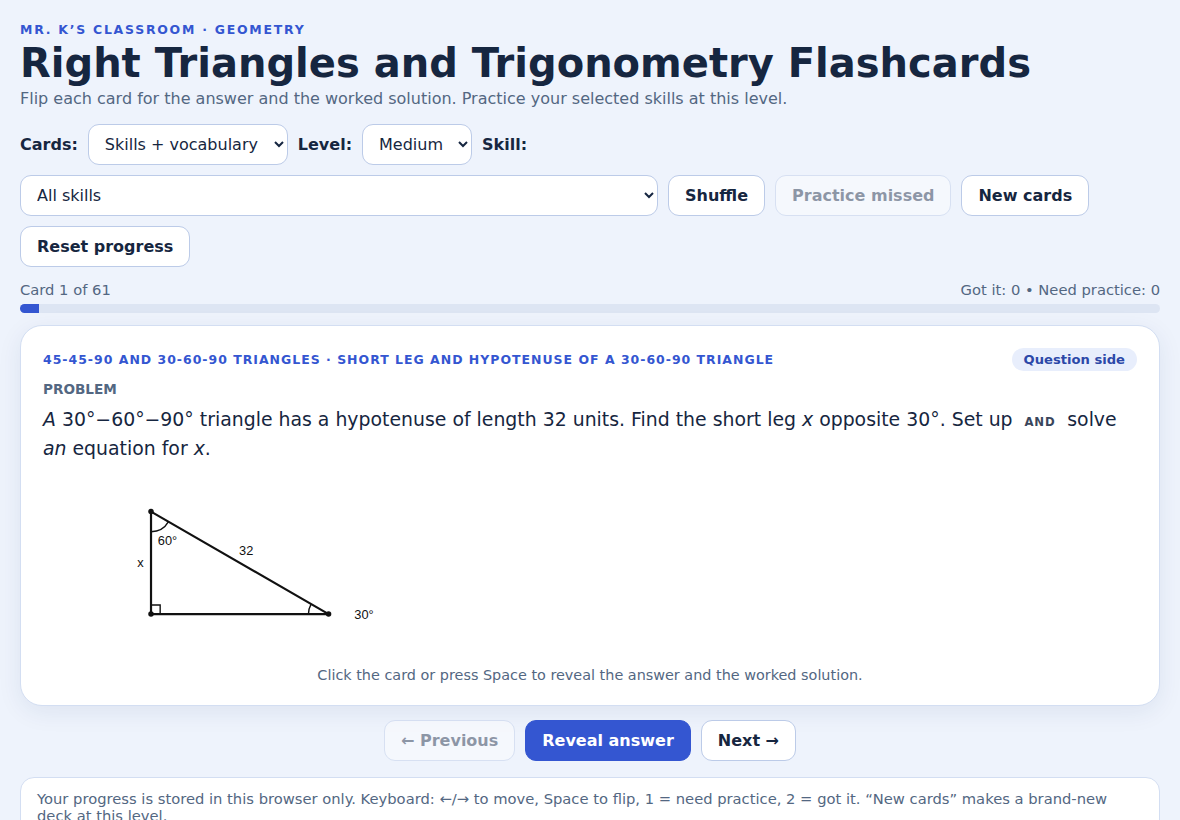 MR. K’S CLASSROOM · GEOMETRY
Right Triangles and Trigonometry Flashcards
Flip each card for the answer and the worked solution. Practice your selected skills at this level.
Cards: Skills + vocabulary Level: Medium Skill:
All skills Shuffle Practice missed New cards
Reset progress
Card 1 of 61 Got it: 0 • Need practice: 0
45-45-90 AND 30-60-90 TRIANGLES · SHORT LEG AND HYPOTENUSE OF A 30-60-90 TRIANGLE Question side
PROBLEM
A 30°−60°−90° triangle has a hypotenuse of length 32 units. Find the short leg x opposite 30°. Set up AND solve
an equation for x.
60°
32
x
30°
Click the card or press Space to reveal the answer and the worked solution.
← Previous Reveal answer Next →
Your progress is stored in this browser only. Keyboard: ←/→ to move, Space to flip, 1 = need practice, 2 = got it. “New cards” makes a brand-new
deck at this level.